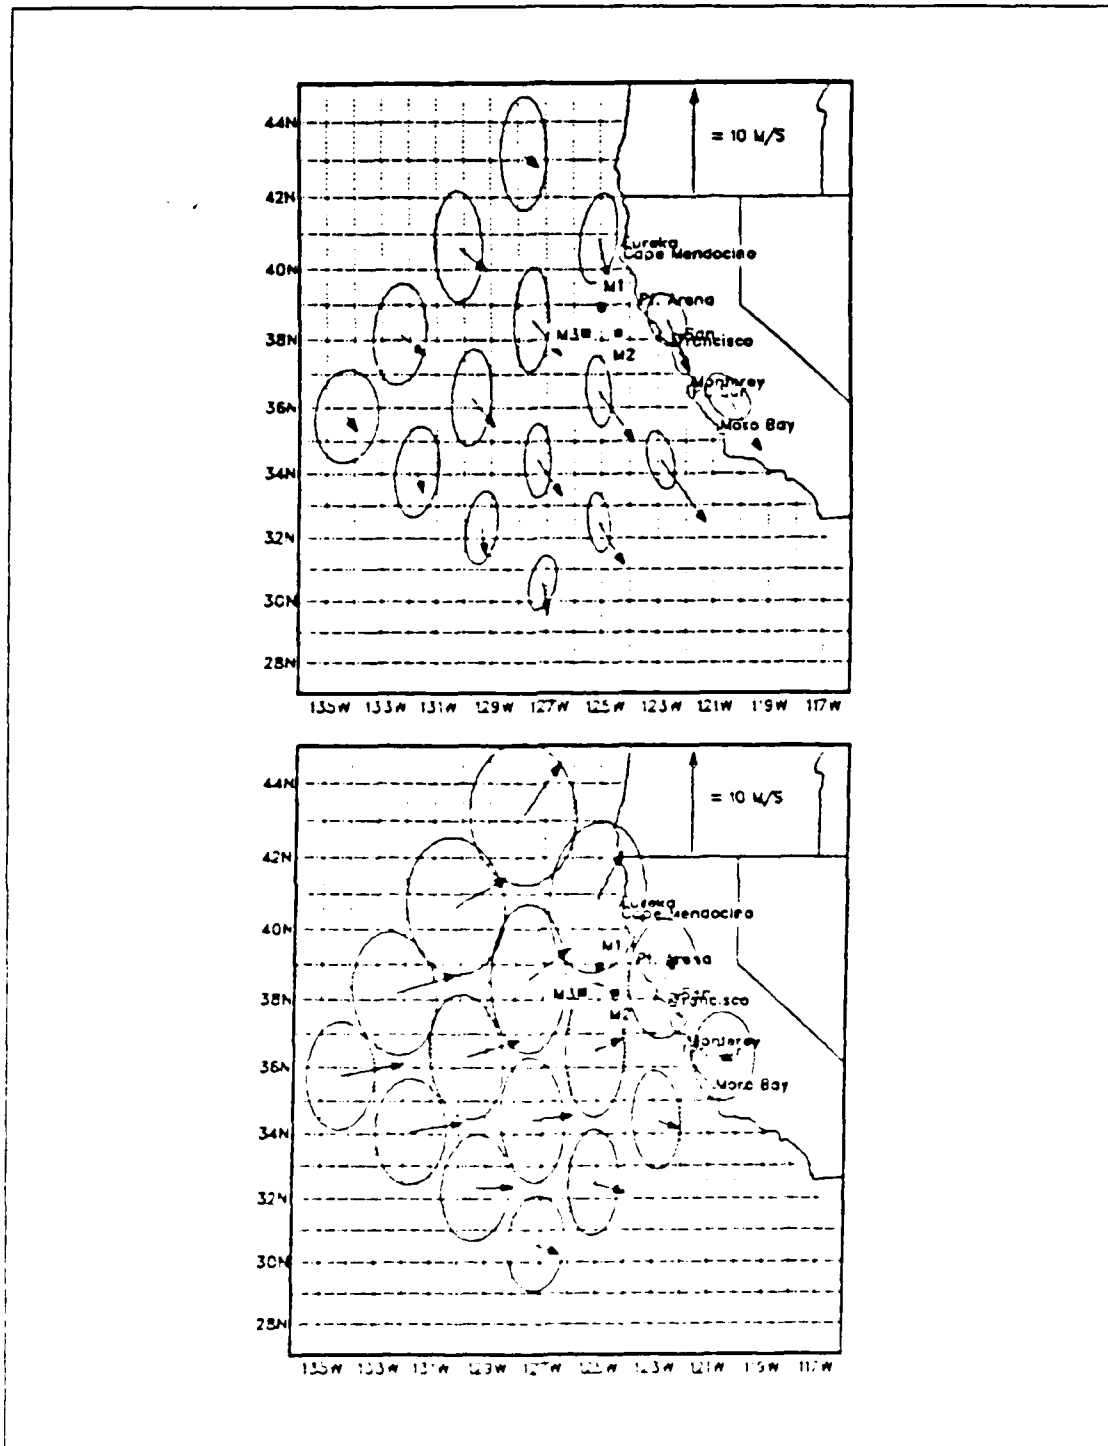 44N
= 10 M/S
42N
Eureka
40N
Cape Mendocino
M1
Pt. Arena
38N
M3
San
Francisco
M2
Monterey
36N
Moro Bay
34N
32N
30N
28N
135W 133W 131W 129W 127W 125W 123W 121W 119W 117W
44N
= 10 M/S
42N
Eureka
Cape Mendocino
40N
M1
Pt. Arena
38N
M3
San
Francisco
M2
Monterey
36N
Moro Bay
34N
32N
30N
28N
135W 133W 131W 129W 127W 125W 123W 121W 119W 117W